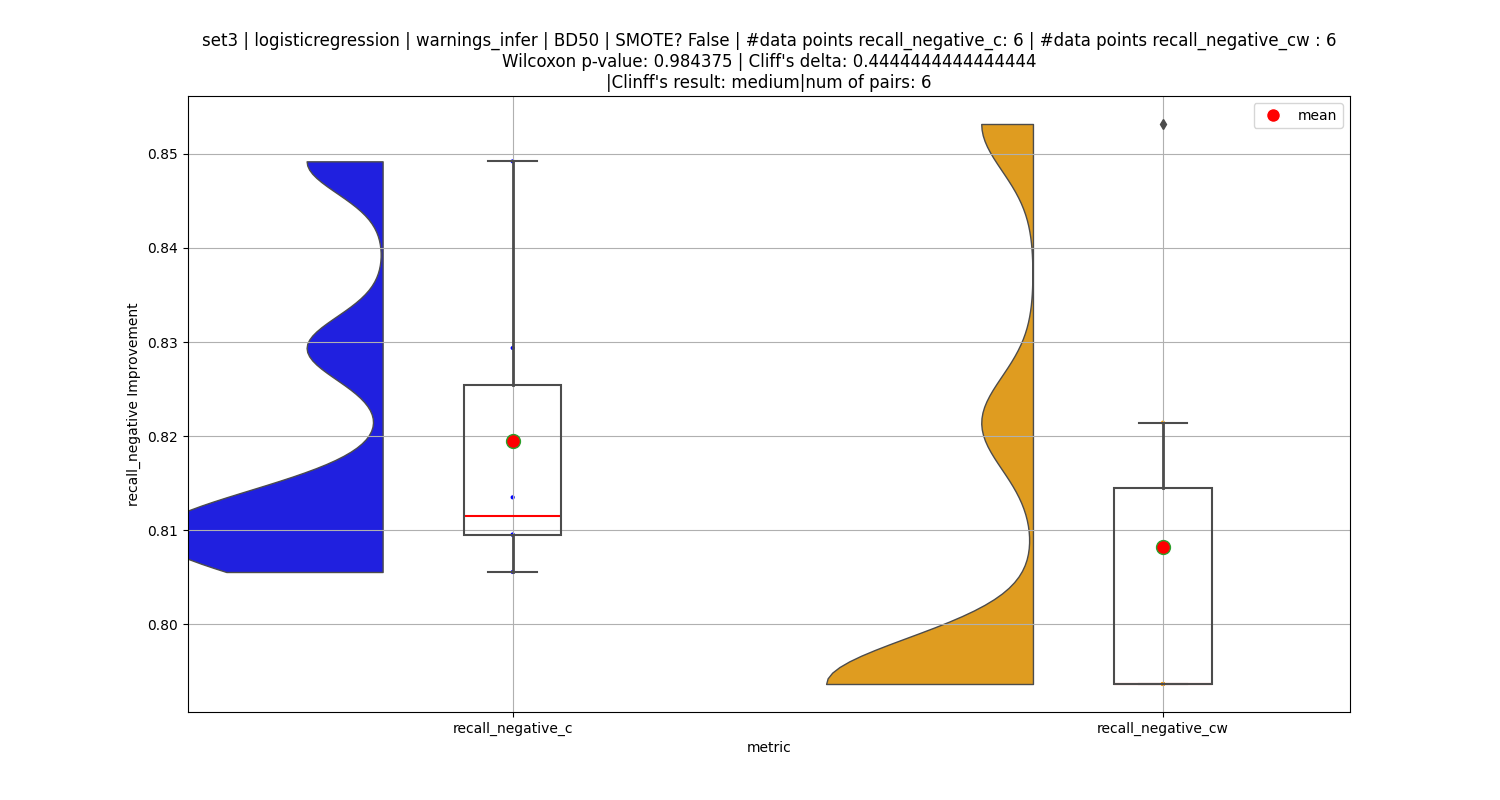 set3 | logisticregression | warnings_infer | BD50 | SMOTE? False | #data points recall_negative_c: 6 | #data points recall_negative_cw : 6
Wilcoxon p-value: 0.984375 | Cliff's delta: 0.4444444444444444
|Clinff's result: medium|num of pairs: 6
mean
0.85
0.84
0.83
0.82
0.81
0.80
recall_negative Improvement
recall_negative_c
recall_negative_cw
metric